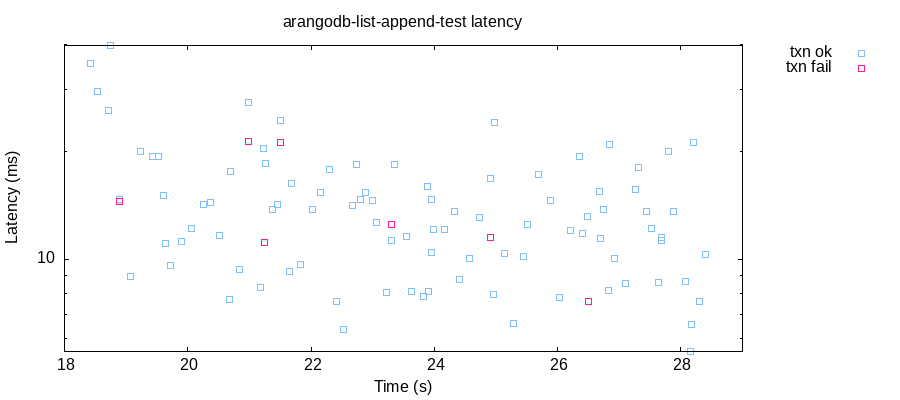 arangodb-list-append-test latency
txn ok
txn fail
Latency (ms)
10
18 20 22 24 26 28
Time (s)